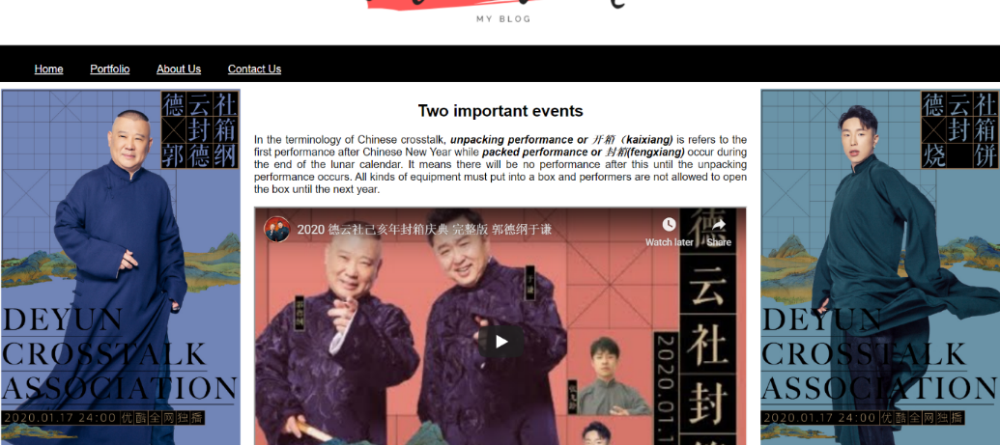 MY BLOG
Home Portfolio About Us Contact Us
德云社
封箱
郭德纲
DEYUN
CROSSTALK
ASSOCIATION
2020.01.17 24:00 优酷全网独播
Two important events
In the terminology of Chinese crosstalk, unpacking performance or 开箱（kaixiang) is refers to the
first performance after Chinese New Year while packed performance or 封箱(fengxiang) occur during
the end of the lunar calendar. It means there will be no performance after this until the unpacking
performance occurs. All kinds of equipment must put into a box and performers are not allowed to open
the box until the next year.
2020 德云社己亥年封箱庆典 完整版 郭德纲于谦
Watch later
Share
郭德纲
于谦
德云社封
2020.01.1
德云社
封箱
烧饼
DEYUN
CROSSTALK
ASSOCIATION
2020.01.17 24:00 优酷全网独播